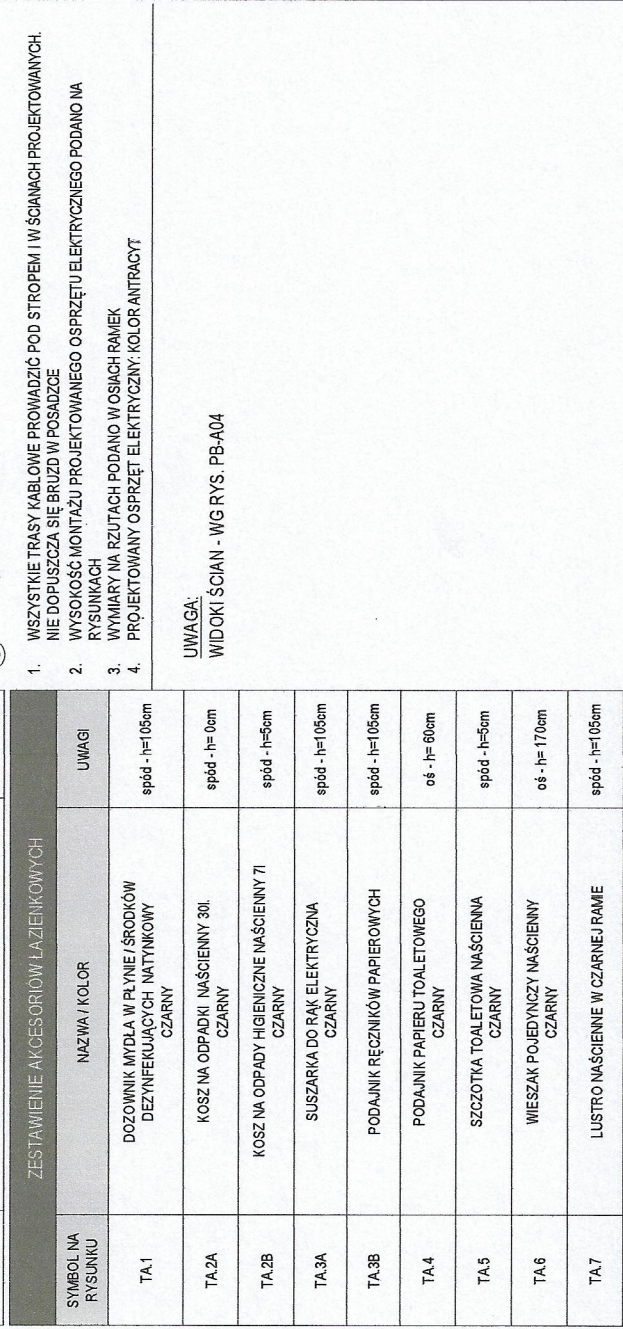 ZESTAWIENIE AKCESORIÓW ŁAZIENKOWYCH
SYMBOL NA
RYSUNKU
NAZWA / KOLOR
UWAGI
TA.1
DOZOWNIK MYDŁA W PŁYNIE / ŚRODKÓW
DEZYNFEKUJĄCYCH NATYNKOWY
CZARNY
spód - h=105cm
TA.2A
KOSZ NA ODPADKI NAŚCIENNY 30l.
CZARNY
spód - h= 0cm
TA.2B
KOSZ NA ODPADY HIGIENICZNE NAŚCIENNY 7l
CZARNY
spód - h=5cm
TA.3A
SUSZARKA DO RĄK ELEKTRYCZNA
CZARNY
spód - h=105cm
TA.3B
PODAJNIK RĘCZNIKÓW PAPIEROWYCH
spód - h=105cm
TA.4
PODAJNIK PAPIERU TOALETOWEGO
CZARNY
oś - h= 60cm
TA.5
SZCZOTKA TOALETOWA NAŚCIENNA
CZARNY
spód - h=5cm
TA.6
WIESZAK POJEDYNCZY NAŚCIENNY
CZARNY
oś - h= 170cm
TA.7
LUSTRO NAŚCIENNE W CZARNEJ RAMIE
spód - h=105cm
1. WSZYSTKIE TRASY KABLOWE PROWADZIĆ POD STROPEM I W ŚCIANACH PROJEKTOWANYCH.
NIE DOPUSZCZA SIĘ BRUZD W POSADZCE
2. WYSOKOŚĆ MONTAŻU PROJEKTOWANEGO OSPRZĘTU ELEKTRYCZNEGO PODANO NA
RYSUNKACH
3. WYMIARY NA RZUTACH PODANO W OSIACH RAMEK
4. PROJEKTOWANY OSPRZĘT ELEKTRYCZNY: KOLOR ANTRACYT
UWAGA:
WIDOKI ŚCIAN - WG RYS. PB-A04